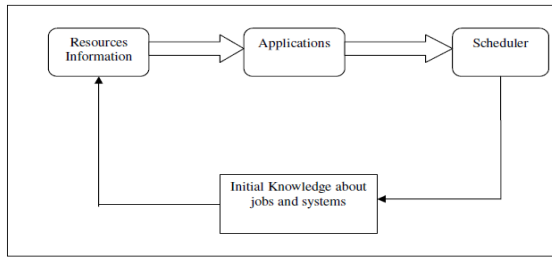 Resources
Information
Applications
Scheduler
Initial Knowledge about
jobs and systems